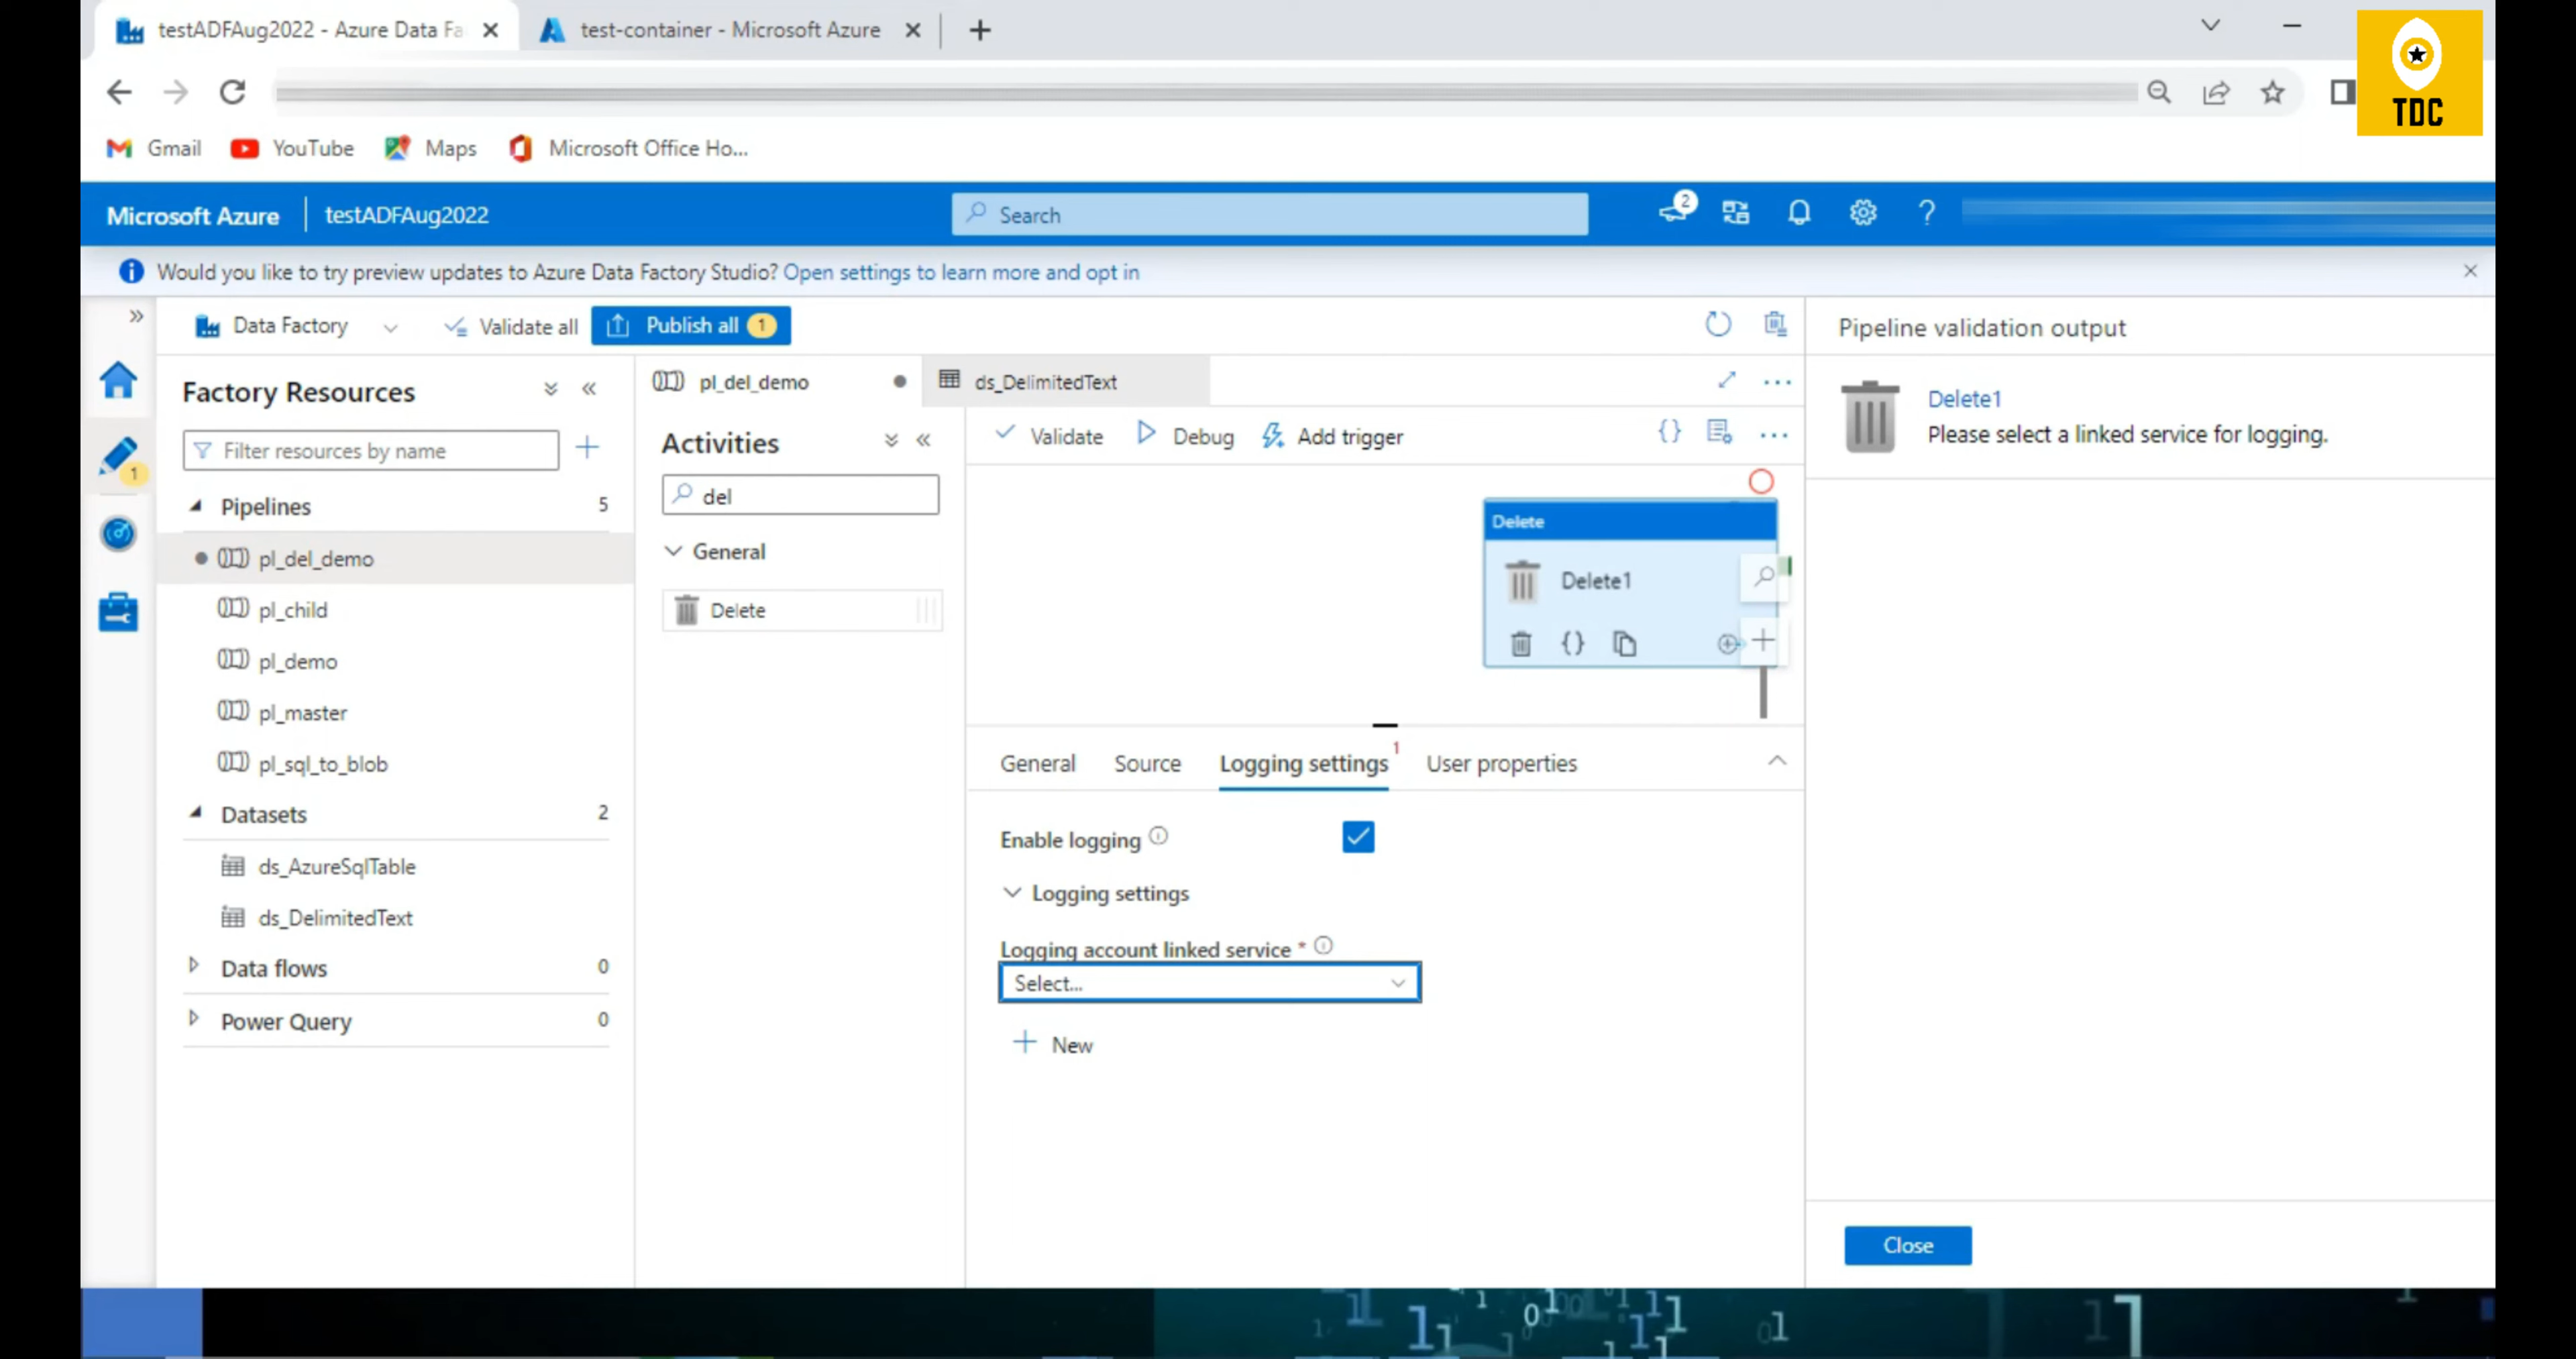 testADFAug2022 - Azure Data Fa
test-container - Microsoft Azure
TDC
Gmail
YouTube
Maps
Microsoft Office Ho...
Microsoft Azure
testADFAug2022
Search
2
?
Would you like to try preview updates to Azure Data Factory Studio? Open settings to learn more and opt in
Data Factory
Validate all
Publish all 1
Pipeline validation output
Factory Resources
Filter resources by name
1
Pipelines 5
pl_del_demo
pl_child
pl_demo
pl_master
pl_sql_to_blob
Datasets 2
ds_AzureSqlTable
ds_DelimitedText
Data flows 0
Power Query 0
pl_del_demo
ds_DelimitedText
Activities
del
General
Delete
Validate
Debug
Add trigger
{}
Delete
Delete1
{}
General
Source
Logging settings 1
User properties
Enable logging
Logging settings
Logging account linked service *
Select...
New
Delete1
Please select a linked service for logging.
Close